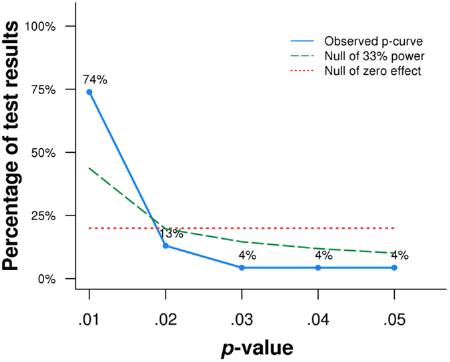 100%
75%
50%
25%
0%
Percentage of test results
Observed p-curve
Null of 33% power
Null of zero effect
74%
13%
4%
4%
4%
.01 .02 .03 .04 .05
p-value